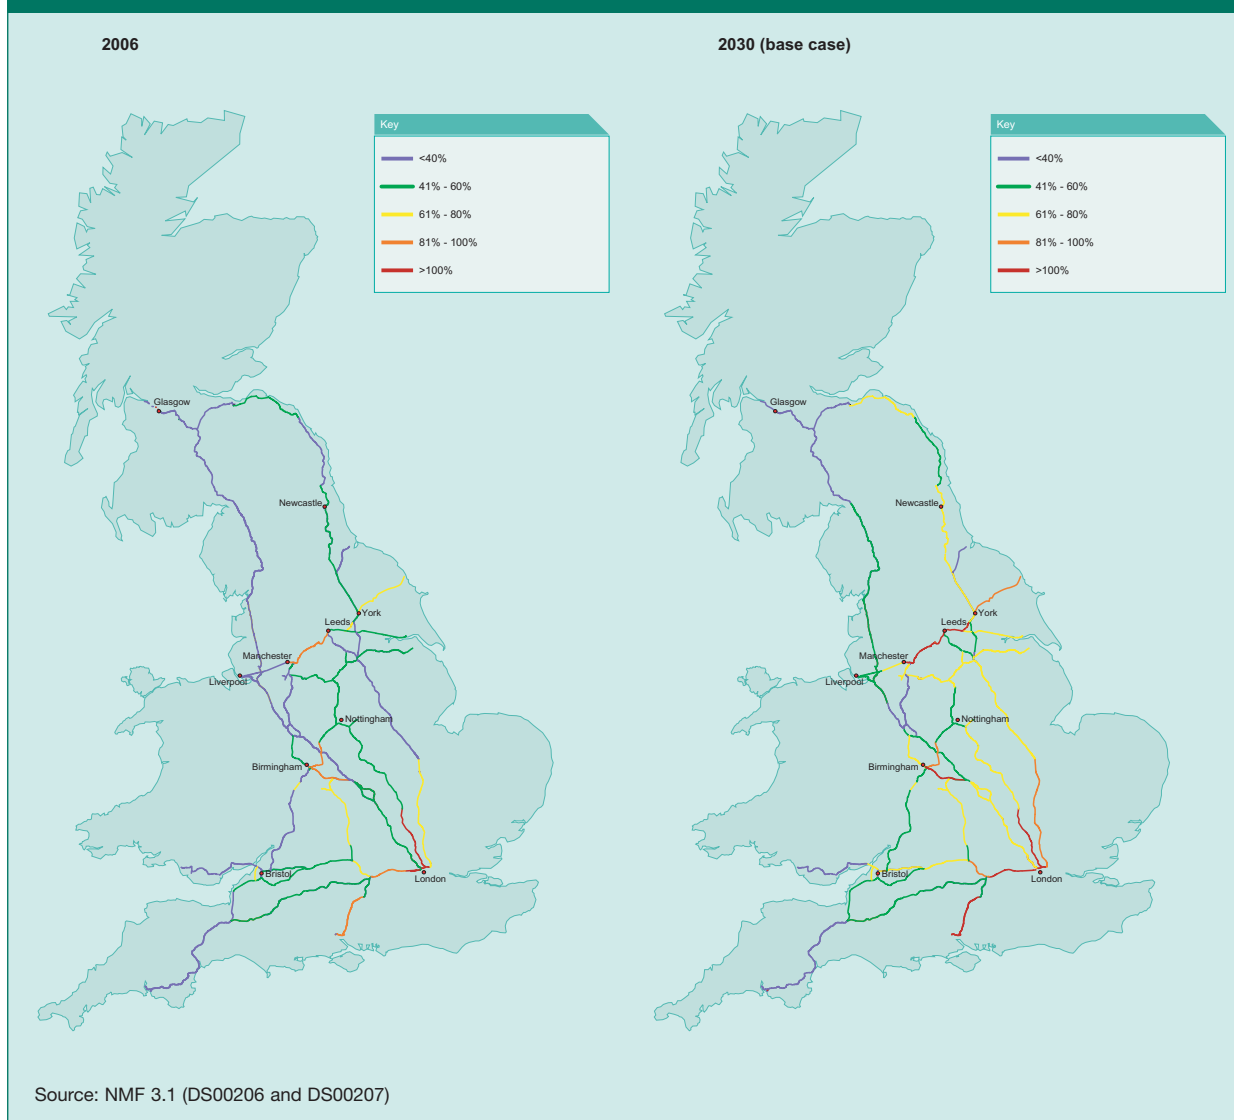 2006
2030 (base case)
Key
<40%
41% - 60%
61% - 80%
81% - 100%
>100%
Key
<40%
41% - 60%
61% - 80%
81% - 100%
>100%
Glasgow
Newcastle
York
Leeds
Manchester
Liverpool
Nottingham
Birmingham
Bristol
London
Glasgow
Newcastle
York
Leeds
Manchester
Liverpool
Nottingham
Birmingham
Bristol
London
Source: NMF 3.1 (DS00206 and DS00207)